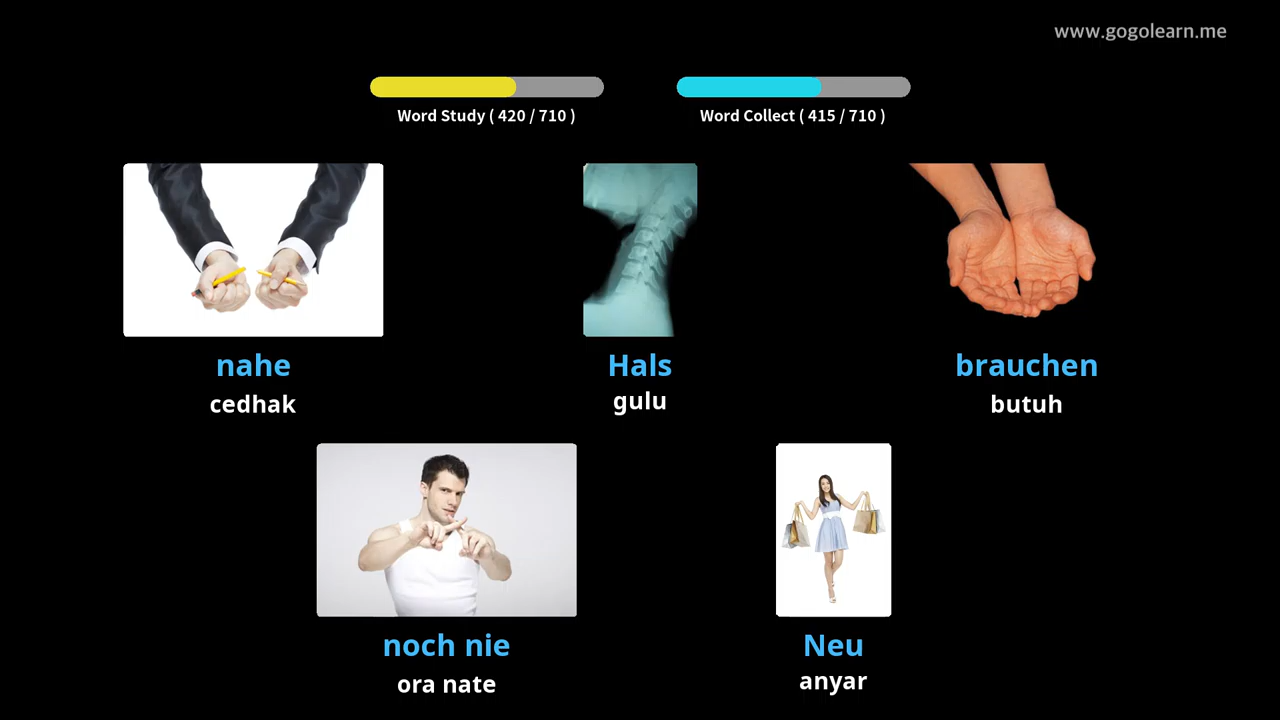 www.gogolearn.me
Word Study ( 420 / 710 )
Word Collect ( 415 / 710 )
nahe
cedhak
Hals
gulu
brauchen
butuh
noch nie
ora nate
Neu
anyar